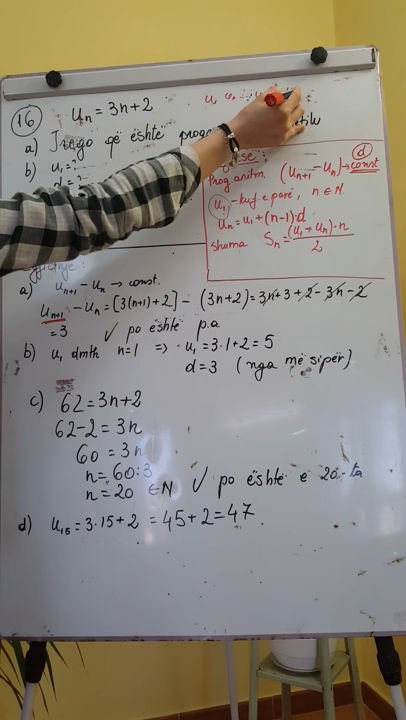 16 Uₙ = 3n+2
a) Trego që është
b) u₁=?
d=?
Prog. aritm (Uₙ₊₁ – Uₙ) → const
d
U₁ – kufe parë, n ∈ N.
Uₙ = U₁ + (n-1)·d
shuma Sₙ = (U₁ + Uₙ)·n / 2
a) Uₙ₊₁ – Uₙ → const.
Uₙ₊₁ – Uₙ = [3(n+1)+2] – (3n+2) = 3n+3+2–3n–2
= 3 ✓ po është p.a
b) U₁ dmth n=1 => U₁ = 3·1+2 = 5
d = 3 (nga më sipër)
c) 62 = 3n+2
62-2 = 3n
60 = 3n
n = 60:3
n = 20 ∈ N ✓ po është e 20-ta
d) U₁₅ = 3·15+2 = 45+2 = 47